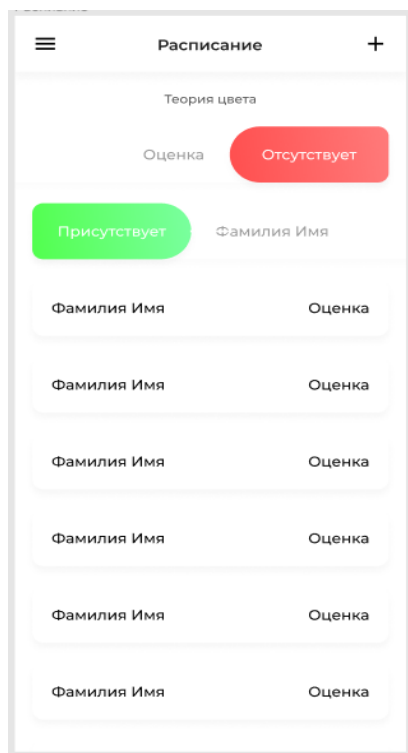 Расписание
Теория цвета
Оценка Отсутствует
Присутствует Фамилия Имя
Фамилия Имя Оценка
Фамилия Имя Оценка
Фамилия Имя Оценка
Фамилия Имя Оценка
Фамилия Имя Оценка
Фамилия Имя Оценка